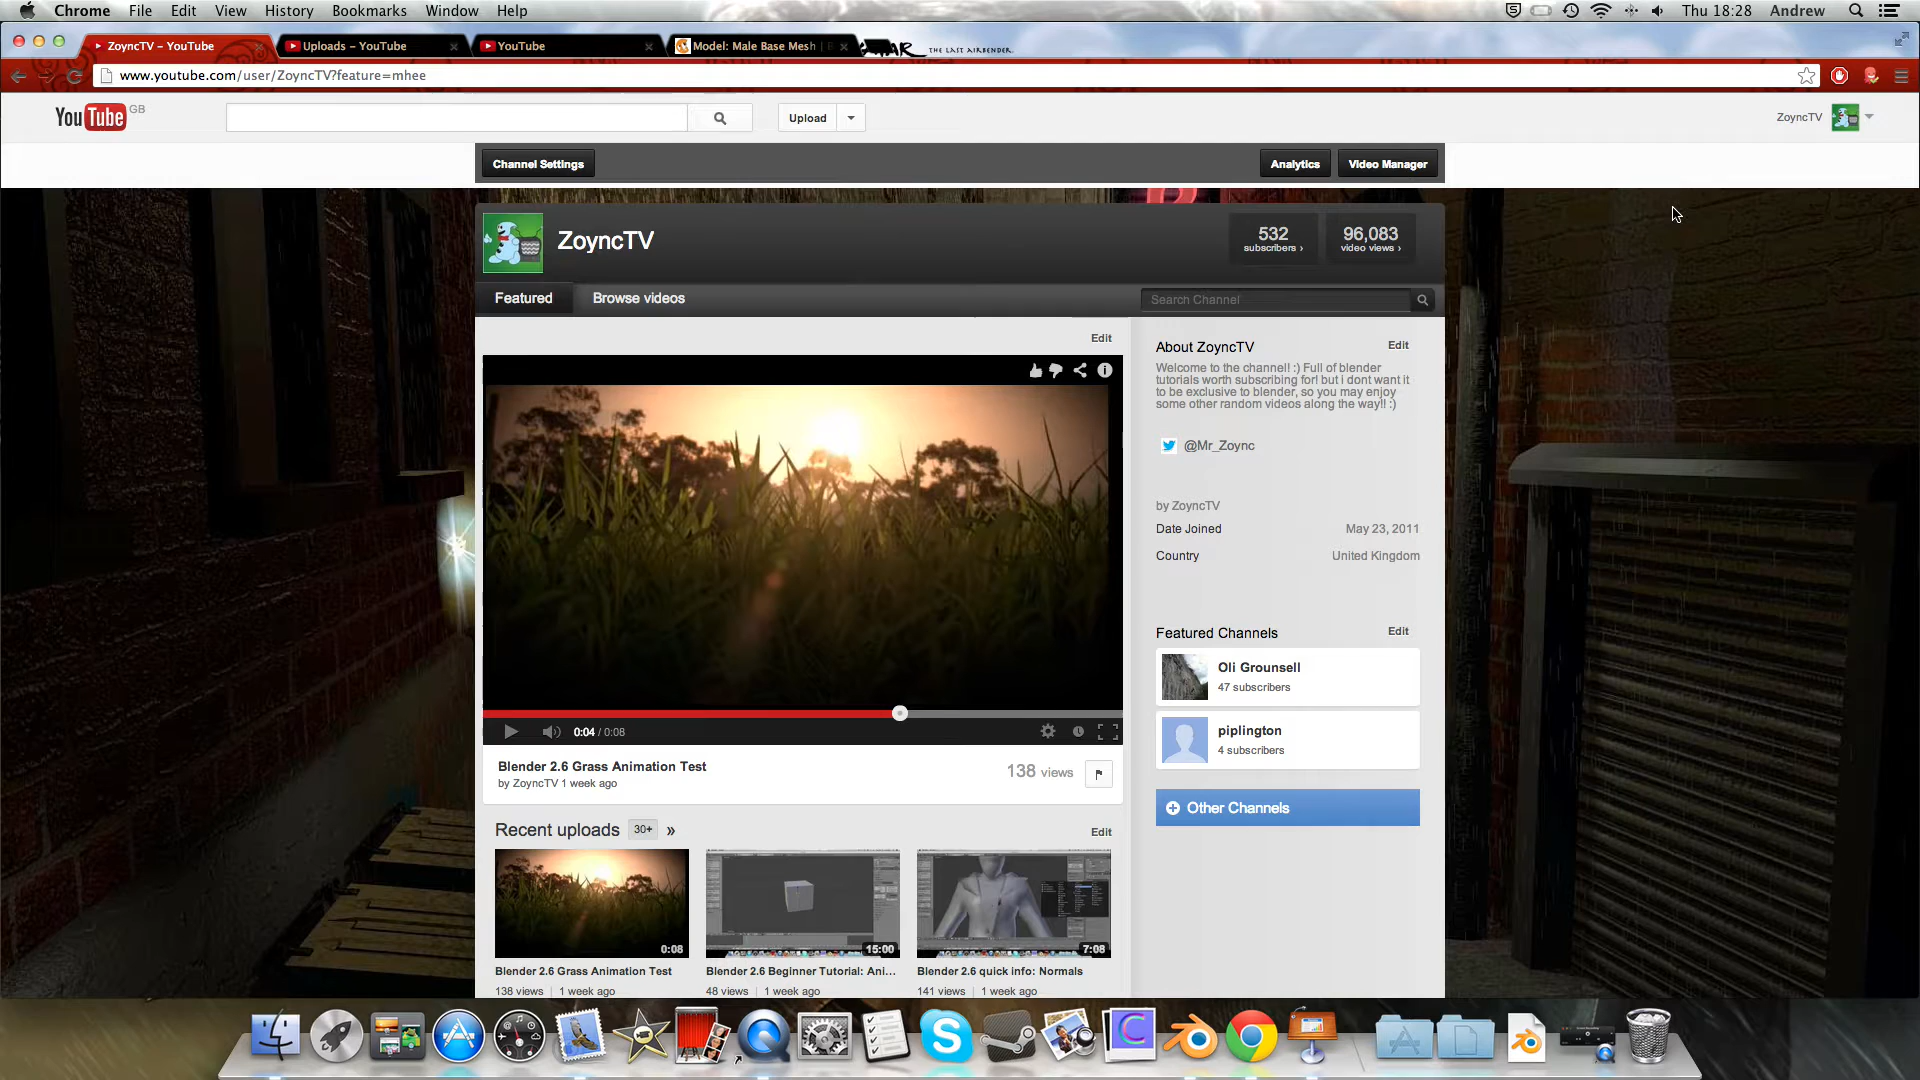 Chrome File Edit View History Bookmarks Window Help Thu 18:28 Andrew
ZoyncTV – YouTube Uploads – YouTube YouTube Model: Male Base Mesh THE LAST AIRBENDER.
www.youtube.com/user/ZoyncTV?feature=mhee
YouTube GB Upload ZoyncTV
Channel Settings Analytics Video Manager
ZoyncTV
532 96,083
subscribers › video views ›
Featured Browse videos Search Channel
Edit
About ZoyncTV Edit
Welcome to the channel! :) Full of blender
tutorials worth subscribing for! but i dont want it
to be exclusive to blender, so you may enjoy
some other random videos along the way!! :)
@Mr_Zoync
by ZoyncTV
Date Joined May 23, 2011
Country United Kingdom
Featured Channels Edit
Oli Grounsell
47 subscribers
piplington
4 subscribers
Other Channels
0:04 / 0:08
Blender 2.6 Grass Animation Test
by ZoyncTV 1 week ago
138 views
Recent uploads 30+ » Edit
0:08 15:00 7:08
Blender 2.6 Grass Animation Test Blender 2.6 Beginner Tutorial: Ani... Blender 2.6 quick info: Normals
138 views | 1 week ago 48 views | 1 week ago 141 views | 1 week ago